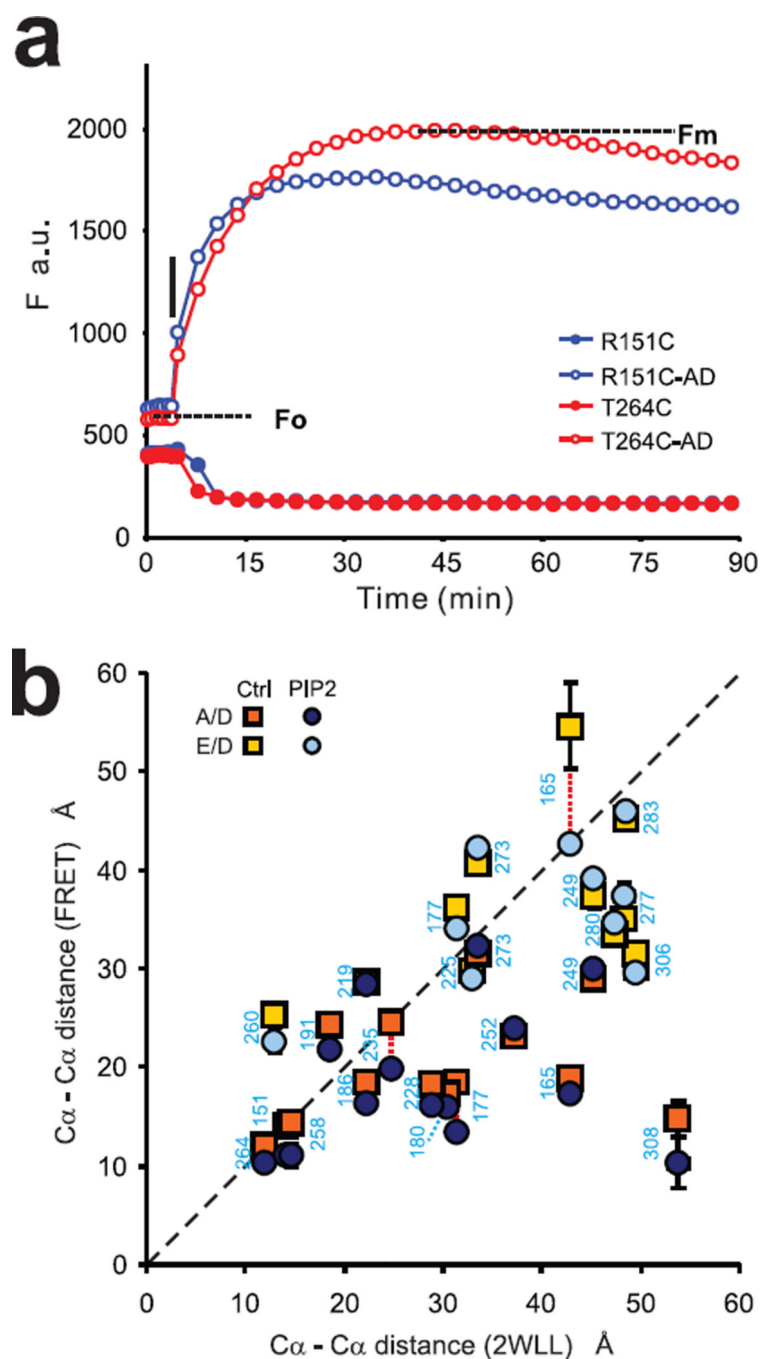 a
F a.u.
2000
1500
1000
500
0
Fm
Fo
R151C
R151C-AD
T264C
T264C-AD
0 15 30 45 60 75 90
Time (min)
b
Cα - Cα distance (FRET) Å
60
50
40
30
20
10
0
Ctrl PIP2
A/D
E/D
165
283
273
249
277
177
280
306
225
273
219
249
260
191
235
252
186
228
165
151
177
180
308
264
258
0 10 20 30 40 50 60
Cα - Cα distance (2WLL) Å